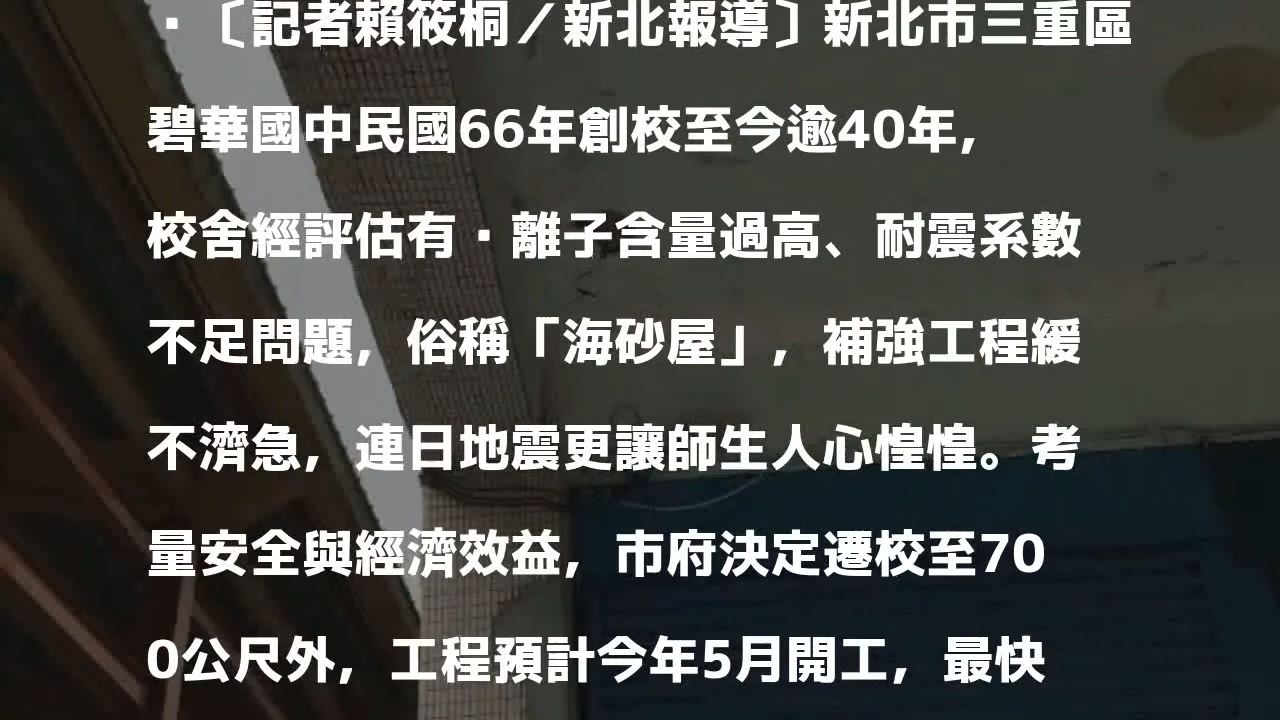 ·〔記者賴筱桐／新北報導〕新北市三重區
碧華國中民國66年創校至今逾40年，
校舍經評估有·離子含量過高、耐震系數
不足問題，俗稱「海砂屋」，補強工程緩
不濟急，連日地震更讓師生人心惶惶。考
量安全與經濟效益，市府決定遷校至70
0公尺外，工程預計今年5月開工，最快